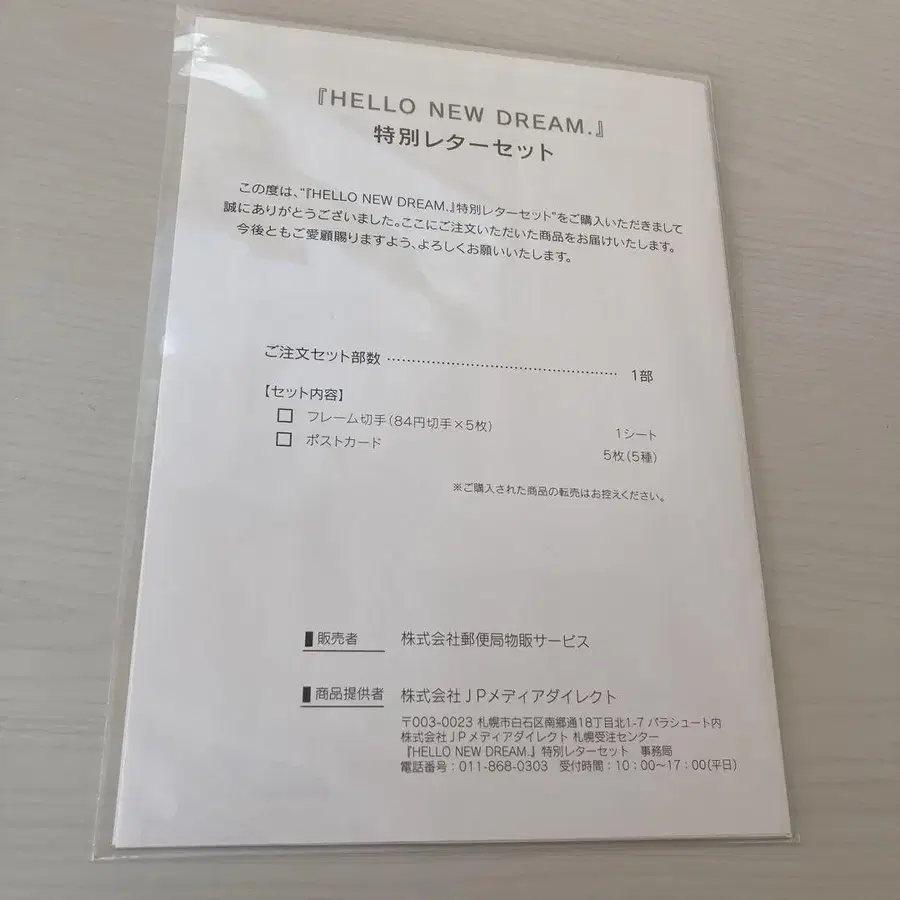 『HELLO NEW DREAM.』
特別レターセット
この度は、“『HELLO NEW DREAM.』特別レターセット”をご購入いただきまして
誠にありがとうございました。ここにご注文いただいた商品をお届けいたします。
今後ともご愛顧賜りますよう、よろしくお願いいたします。
ご注文セット部数 …………………………………………… 1部
【セット内容】
□ フレーム切手(84円切手×5枚) 1シート
□ ポストカード 5枚(5種)
※ご購入された商品の転売はお控えください。
販売者 株式会社郵便局物販サービス
商品提供者 株式会社JPメディアダイレクト
〒003-0023 札幌市白石区南郷通18丁目北1-7 パラシュート内
株式会社JPメディアダイレクト 札幌受注センター
『HELLO NEW DREAM.』特別レターセット 事務局
電話番号:011-868-0303 受付時間:10:00〜17:00(平日)